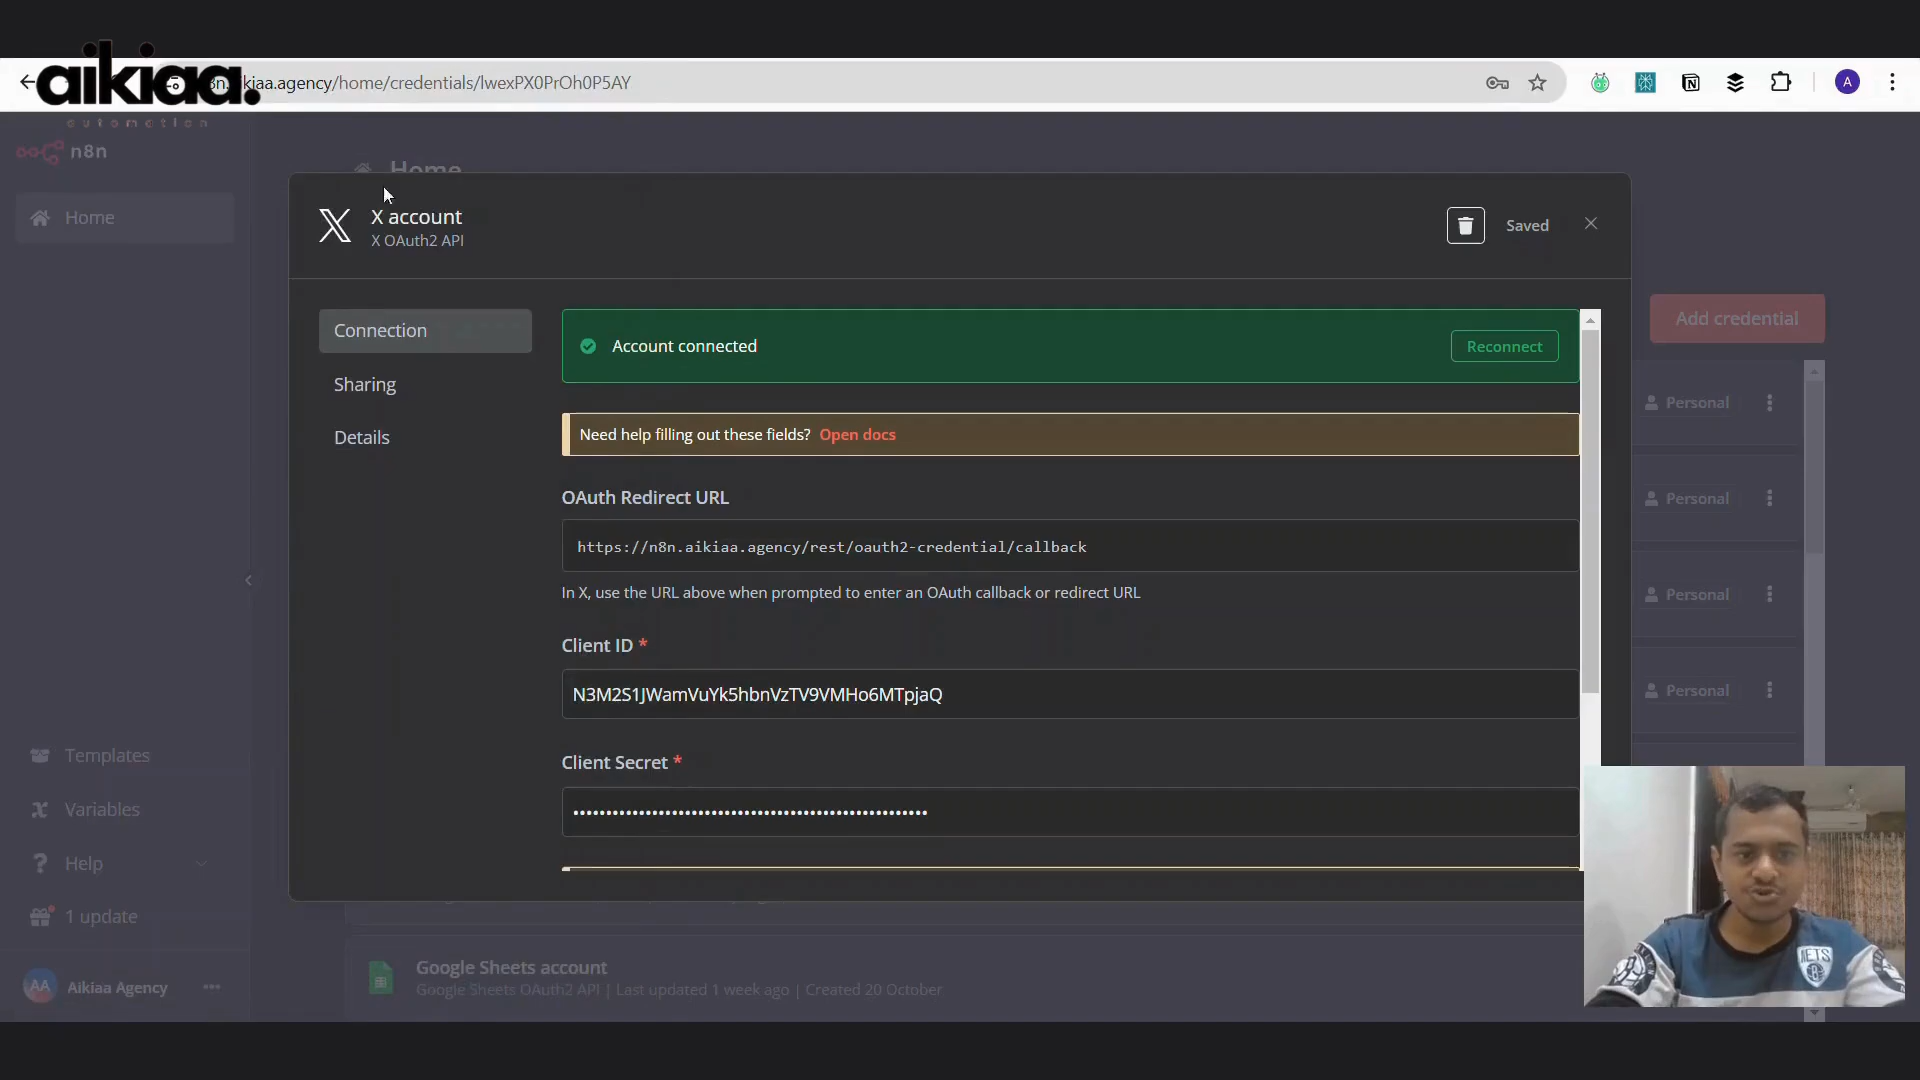 aikiaa.
automation
n8n.aikiaa.agency/home/credentials/lwexPX0PrOh0P5AY
A
n8n
Home
Home
X account
X OAuth2 API
Saved
Add credential
Connection
Sharing
Details
Account connected
Reconnect
Need help filling out these fields? Open docs
OAuth Redirect URL
https://n8n.aikiaa.agency/rest/oauth2-credential/callback
In X, use the URL above when prompted to enter an OAuth callback or redirect URL
Client ID *
N3M2S1JWamVuYk5hbnVzTV9VMHo6MTpjaQ
Client Secret *
••••••••••••••••••••••••••••••••••••••••••••••••••••••
Personal
Personal
Personal
Personal
Templates
Variables
Help
1 update
AA
Aikiaa Agency
Google Sheets account
Google Sheets OAuth2 API | Last updated 1 week ago | Created 20 October
NETS
B